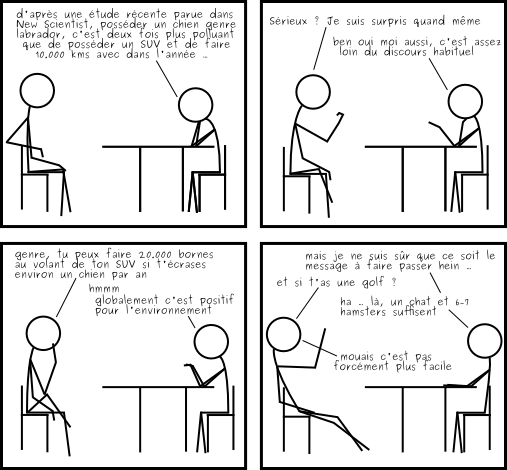 d'après une étude récente parue dans
New Scientist, posséder un chien genre
labrador, c'est deux fois plus polluant
que de posséder un SUV et de faire
10.000 kms avec dans l'année ...
Sérieux ? Je suis surpris quand même
ben oui moi aussi, c'est assez
loin du discours habituel
genre, tu peux faire 20.000 bornes
au volant de ton SUV si t'écrases
environ un chien par an
hmmm
globalement c'est positif
pour l'environnement
mais je ne suis sûr que ce soit le
message à faire passer hein ...
et si t'as une golf ?
ha ... là, un chat et 6-7
hamsters suffisent
mouais c'est pas
forcément plus facile